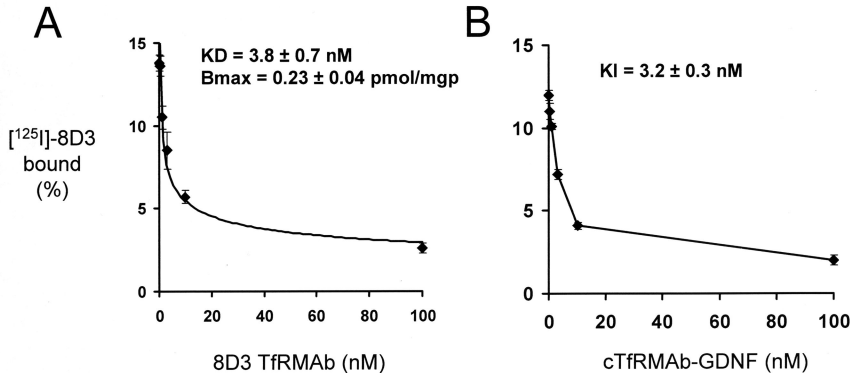 A
KD = 3.8 ± 0.7 nM
Bmax = 0.23 ± 0.04 pmol/mgp
[¹²⁵I]-8D3
bound
(%)
15
10
5
0
0 20 40 60 80 100
8D3 TfRMAb (nM)
B
KI = 3.2 ± 0.3 nM
15
10
5
0
0 20 40 60 80 100
cTfRMAb-GDNF (nM)